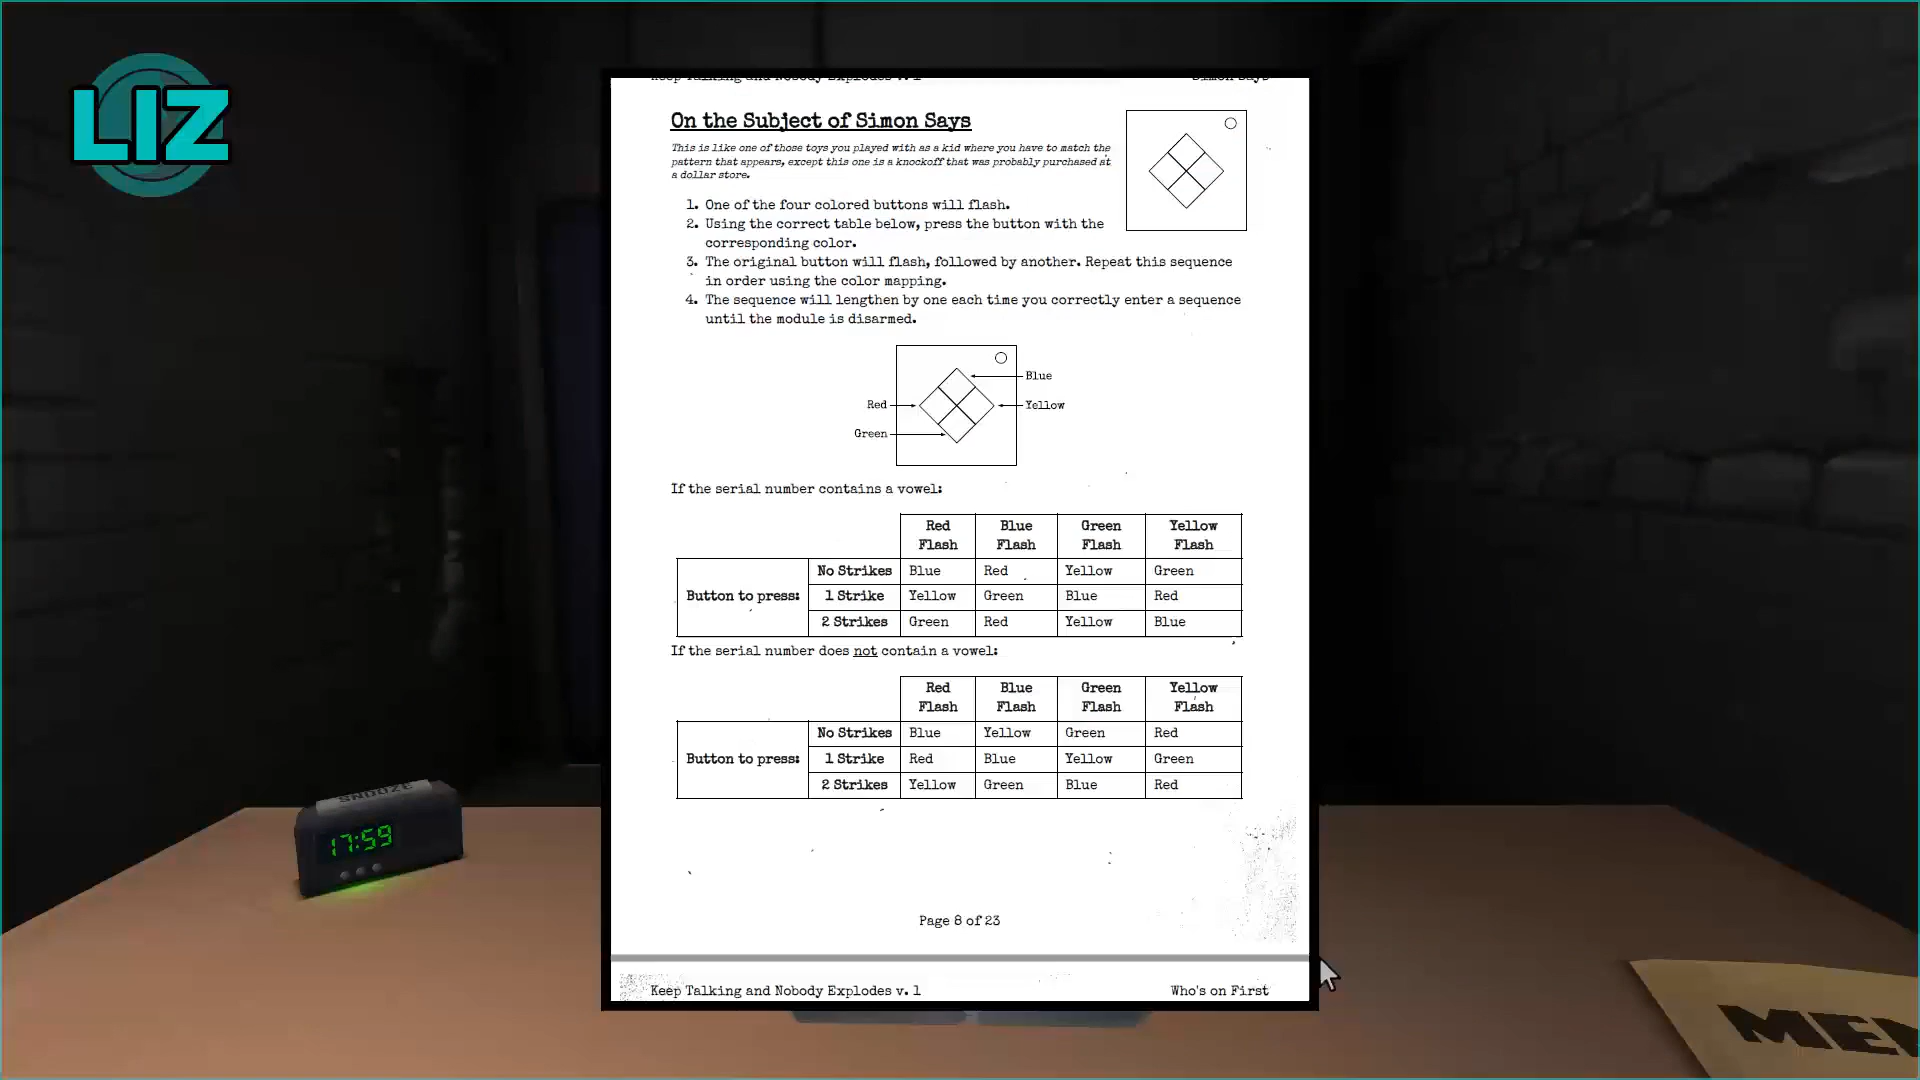 LIZ
Keep Talking and Nobody Explodes v. 1
Simon Says
On the Subject of Simon Says
This is like one of those toys you played with as a kid where you have to match the
pattern that appears, except this one is a knockoff that was probably purchased at
a dollar store.
1. One of the four colored buttons will flash.
2. Using the correct table below, press the button with the
corresponding color.
3. The original button will flash, followed by another. Repeat this sequence
in order using the color mapping.
4. The sequence will lengthen by one each time you correctly enter a sequence
until the module is disarmed.
Blue
Red
Yellow
Green
If the serial number contains a vowel:
Red Blue Green Yellow
Flash Flash Flash Flash
No Strikes Blue Red Yellow Green
Button to press: 1 Strike Yellow Green Blue Red
2 Strikes Green Red Yellow Blue
If the serial number does not contain a vowel:
Red Blue Green Yellow
Flash Flash Flash Flash
No Strikes Blue Yellow Green Red
Button to press: 1 Strike Red Blue Yellow Green
2 Strikes Yellow Green Blue Red
SNOOZE
17:59
Page 8 of 23
Keep Talking and Nobody Explodes v. 1
Who's on First